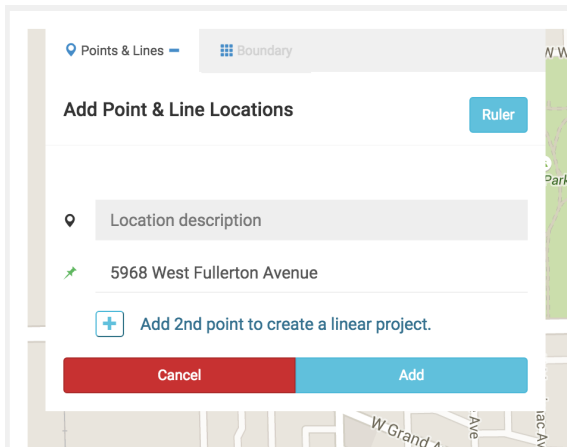 Points & Lines
Boundary
W W
Add Point & Line Locations
Ruler
Park
Location description
5968 West Fullerton Avenue
Add 2nd point to create a linear project.
Cancel
Add
W Grand A
Ave